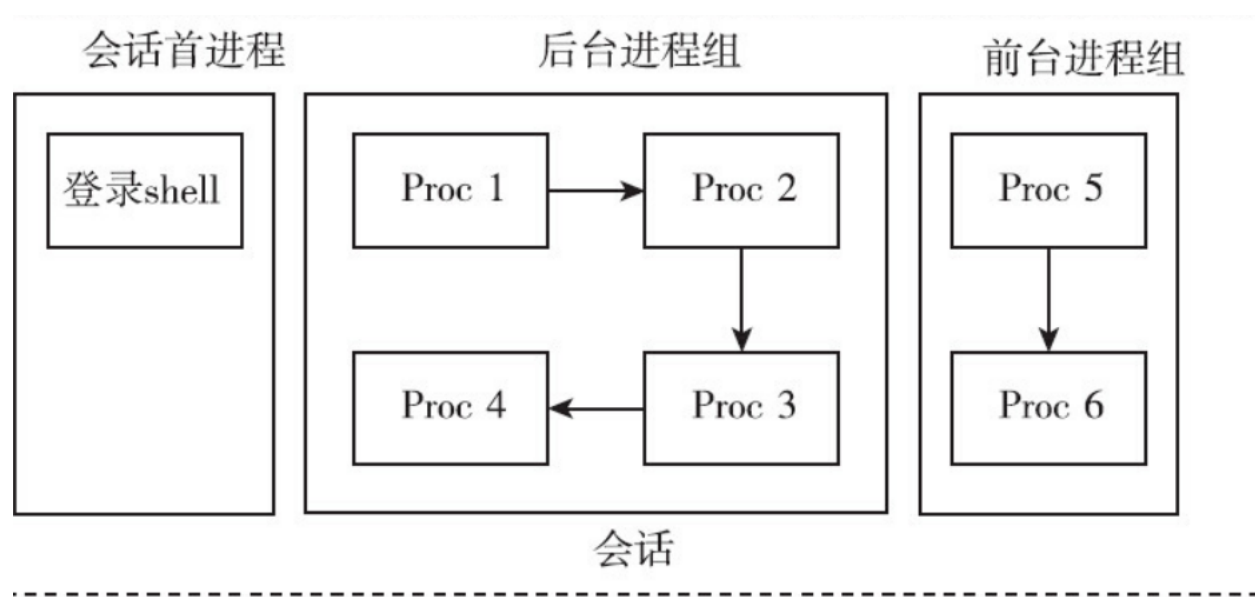 会话首进程
后台进程组
前台进程组
登录shell
Proc 1
Proc 2
Proc 5
Proc 4
Proc 3
Proc 6
会话